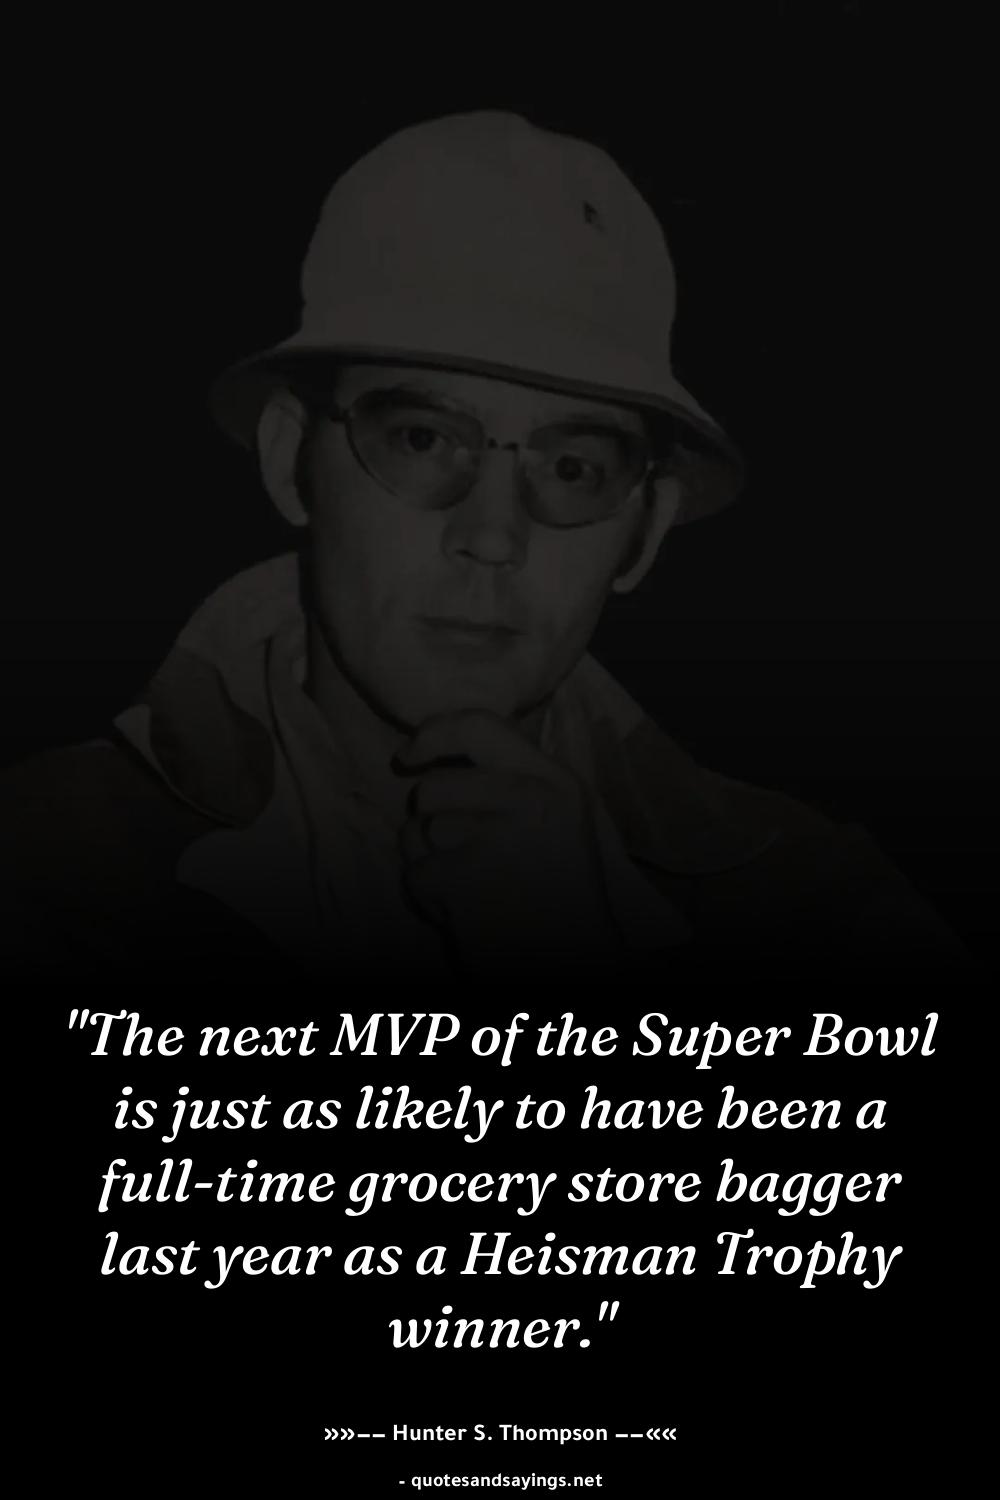 "The next MVP of the Super Bowl
is just as likely to have been a
full-time grocery store bagger
last year as a Heisman Trophy
winner."
»»–– Hunter S. Thompson ––««
- quotesandsayings.net